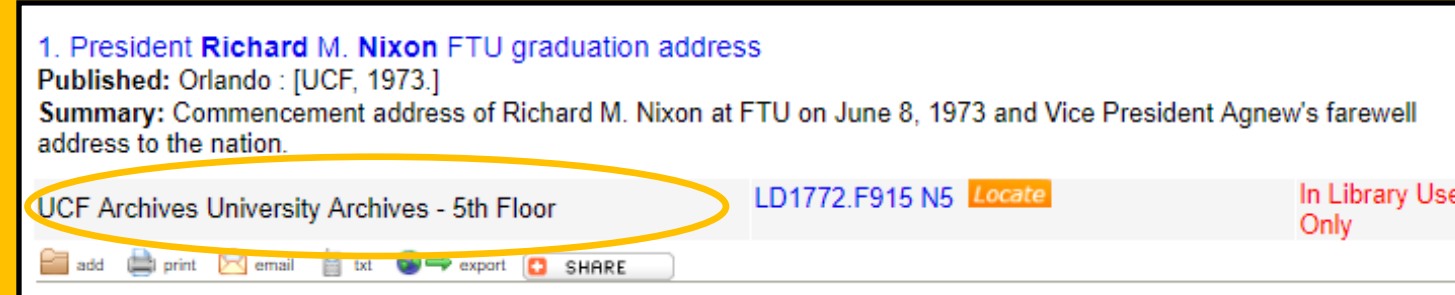 1. President Richard M. Nixon FTU graduation address
Published: Orlando : [UCF, 1973.]
Summary: Commencement address of Richard M. Nixon at FTU on June 8, 1973 and Vice President Agnew's farewell
address to the nation.
UCF Archives University Archives - 5th Floor LD1772.F915 N5 Locate In Library Use
Only
add print email txt export SHARE